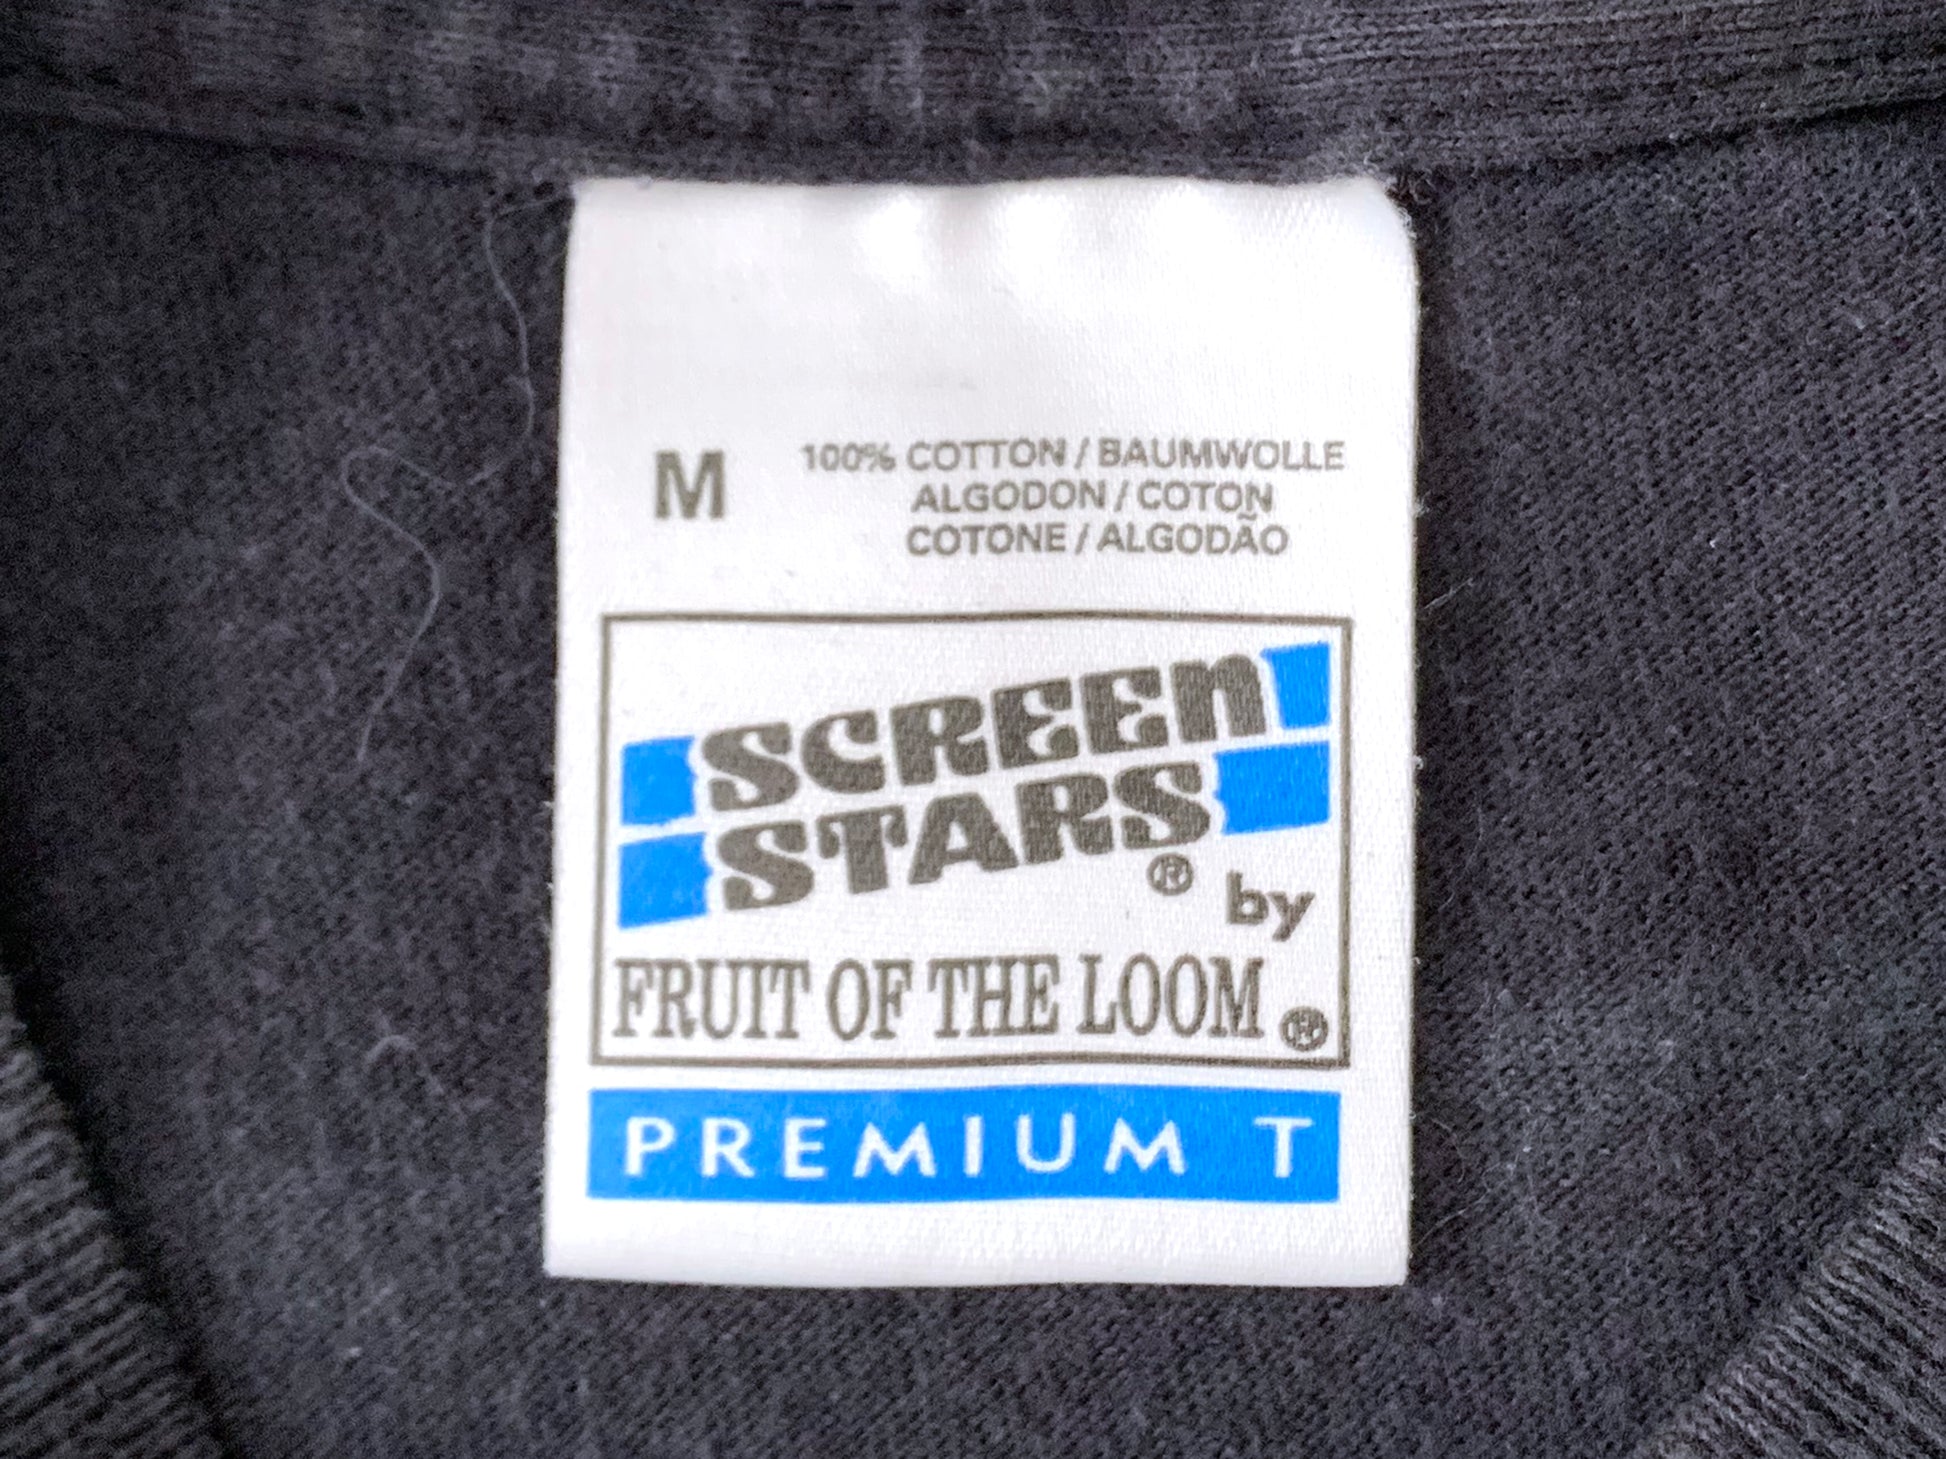 M
100% COTTON / BAUMWOLLE
ALGODON / COTON
COTONE / ALGODÃO
SCREEN
STARS
® by
FRUIT OF THE LOOM ®
PREMIUM T